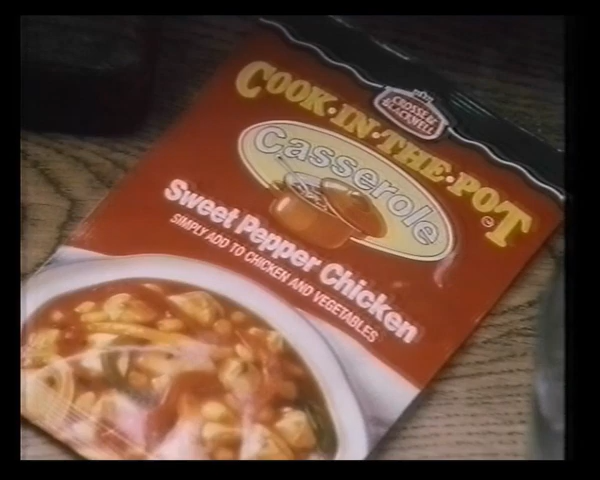 CROSSE & BLACKWELL
COOK·IN·THE·POT
Casserole
Sweet Pepper Chicken
SIMPLY ADD TO CHICKEN AND VEGETABLES